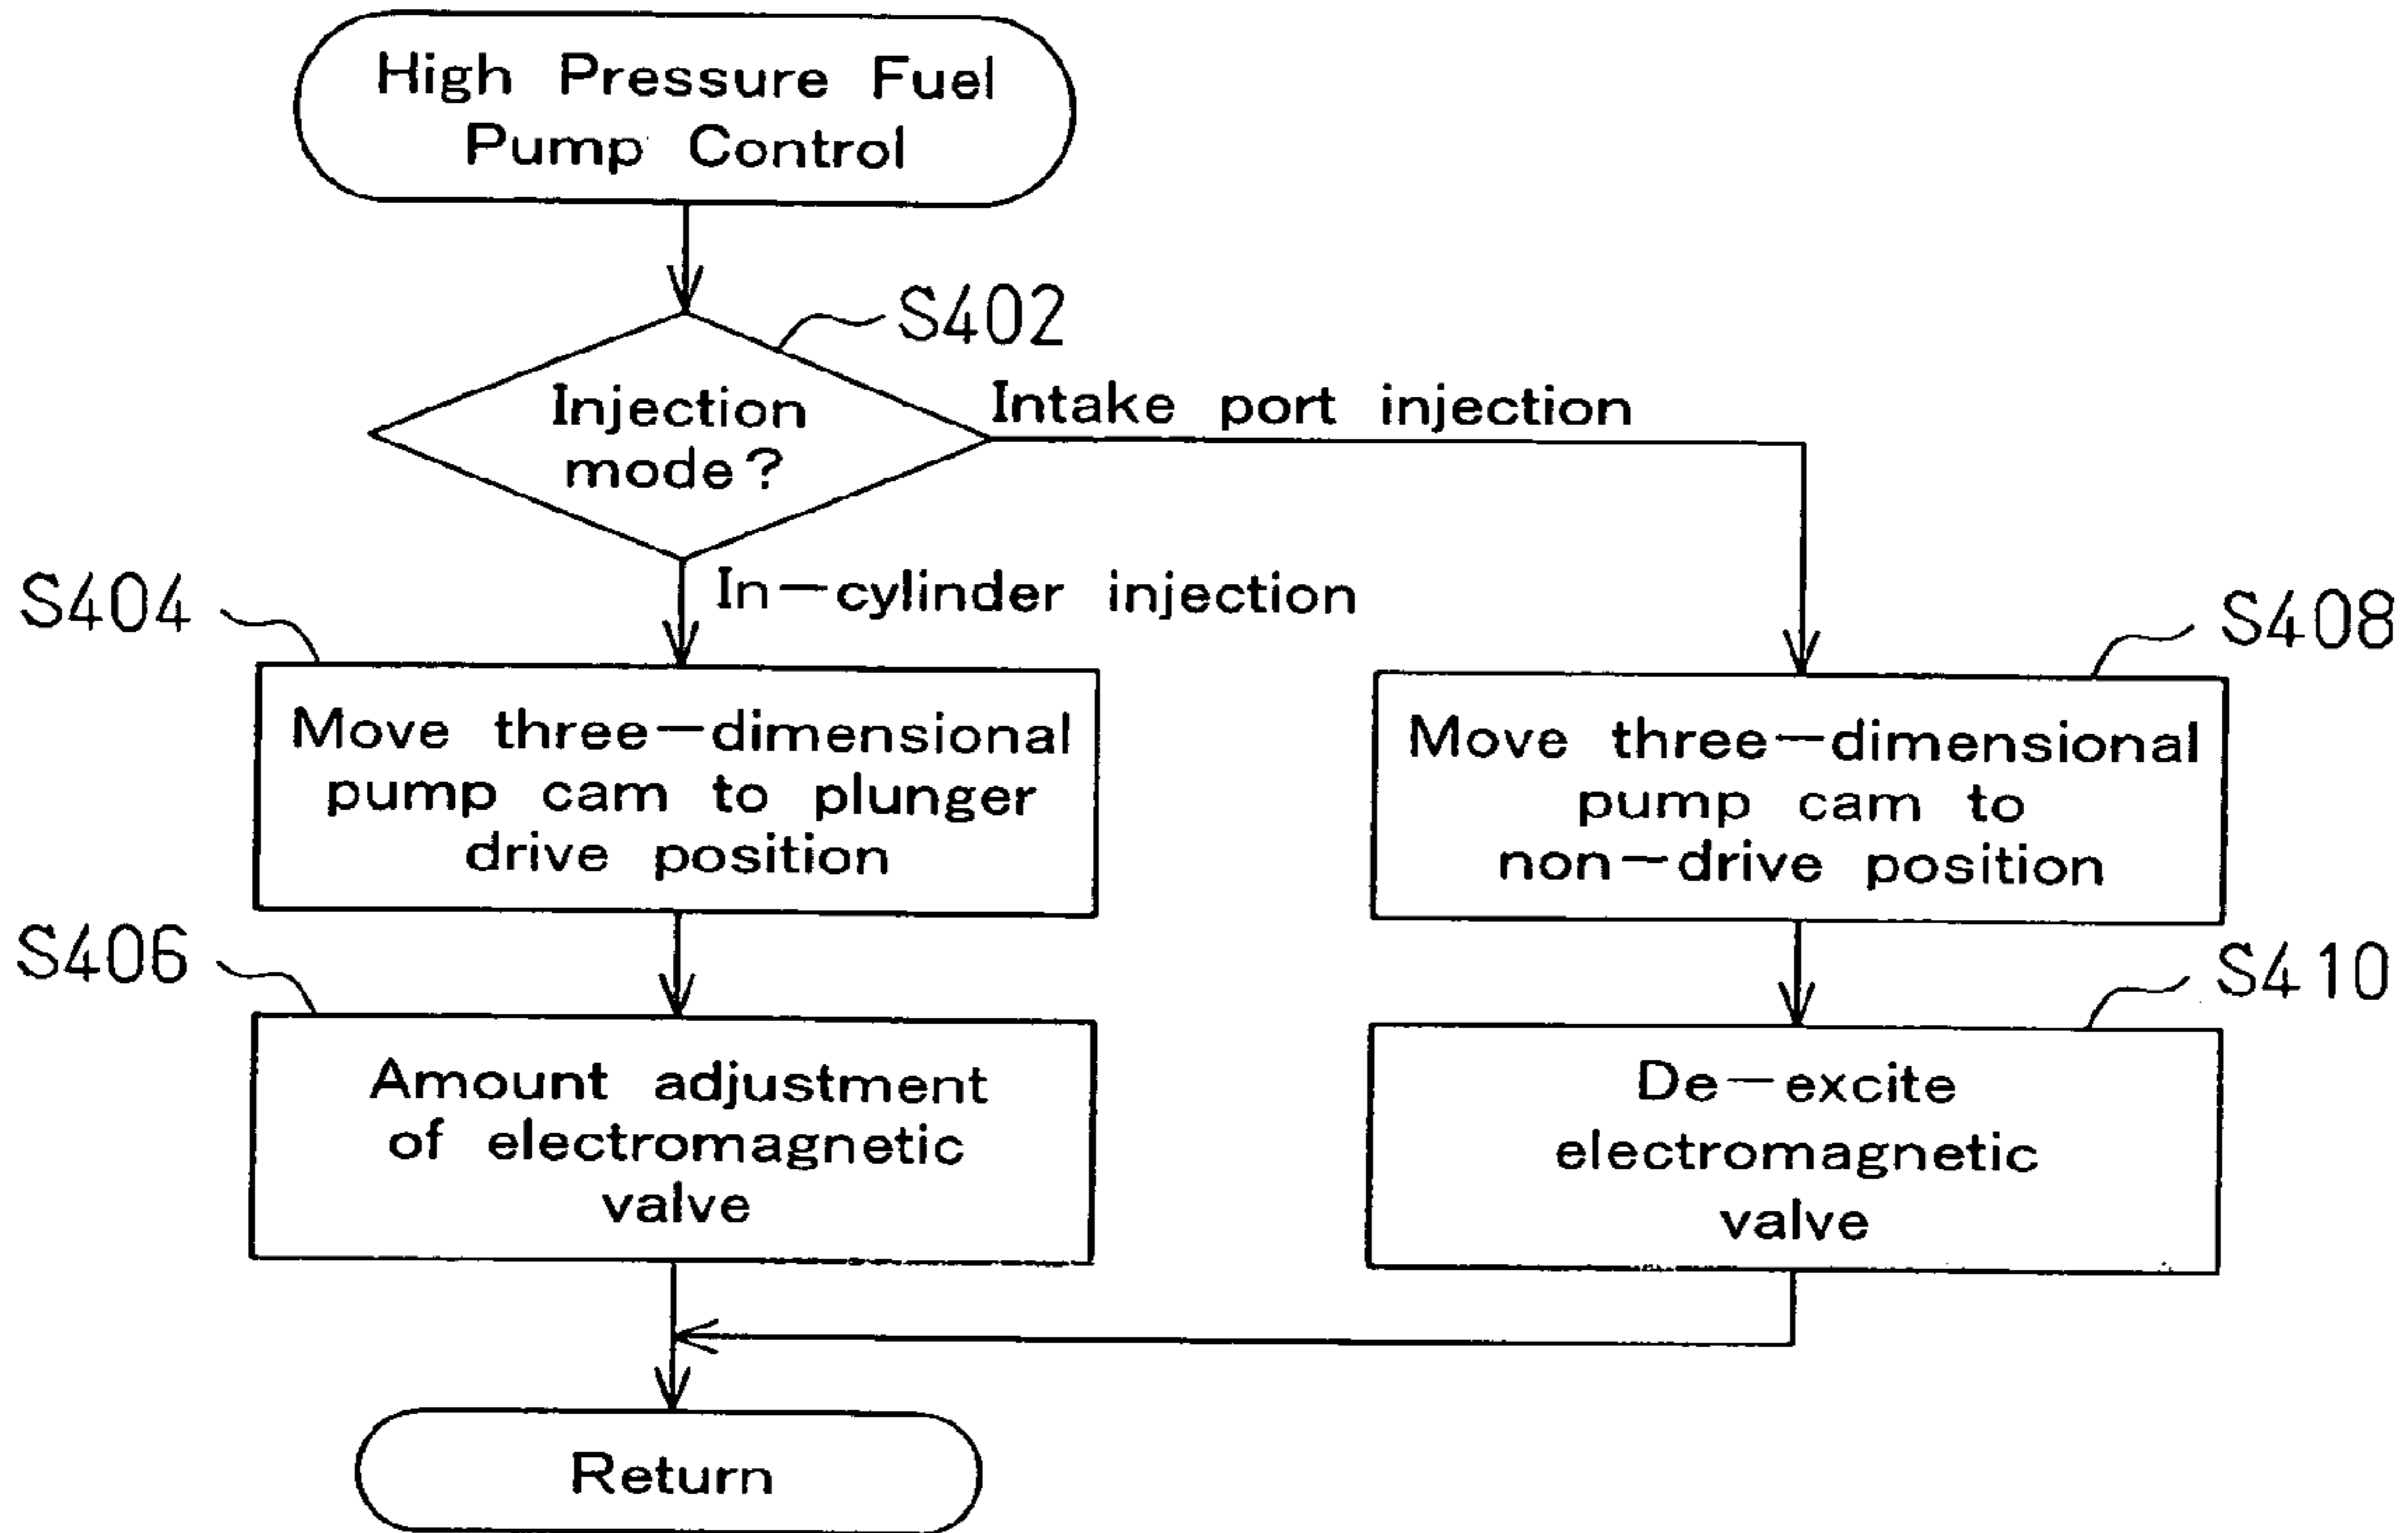 High Pressure Fuel
Pump Control
S402
Injection
mode?
Intake port injection
In-cylinder injection
S404
Move three-dimensional
pump cam to plunger
drive position
S408
Move three-dimensional
pump cam to
non-drive position
S406
Amount adjustment
of electromagnetic
valve
S410
De-excite
electromagnetic
valve
Return